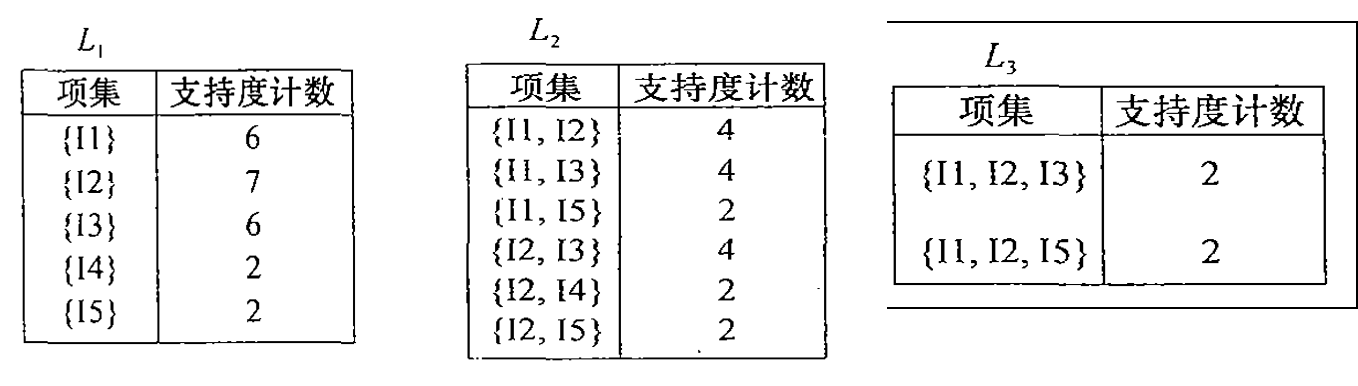 L₁
项集 支持度计数
{I1} 6
{I2} 7
{I3} 6
{I4} 2
{I5} 2
L₂
项集 支持度计数
{I1, I2} 4
{I1, I3} 4
{I1, I5} 2
{I2, I3} 4
{I2, I4} 2
{I2, I5} 2
L₃
项集 支持度计数
{I1, I2, I3} 2
{I1, I2, I5} 2